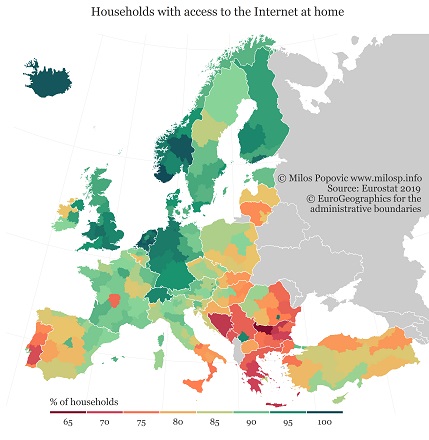 Households with access to the Internet at home
© Milos Popovic www.milosp.info
Source: Eurostat 2019
© EuroGeographics for the
administrative boundaries
% of households
65 70 75 80 85 90 95 100